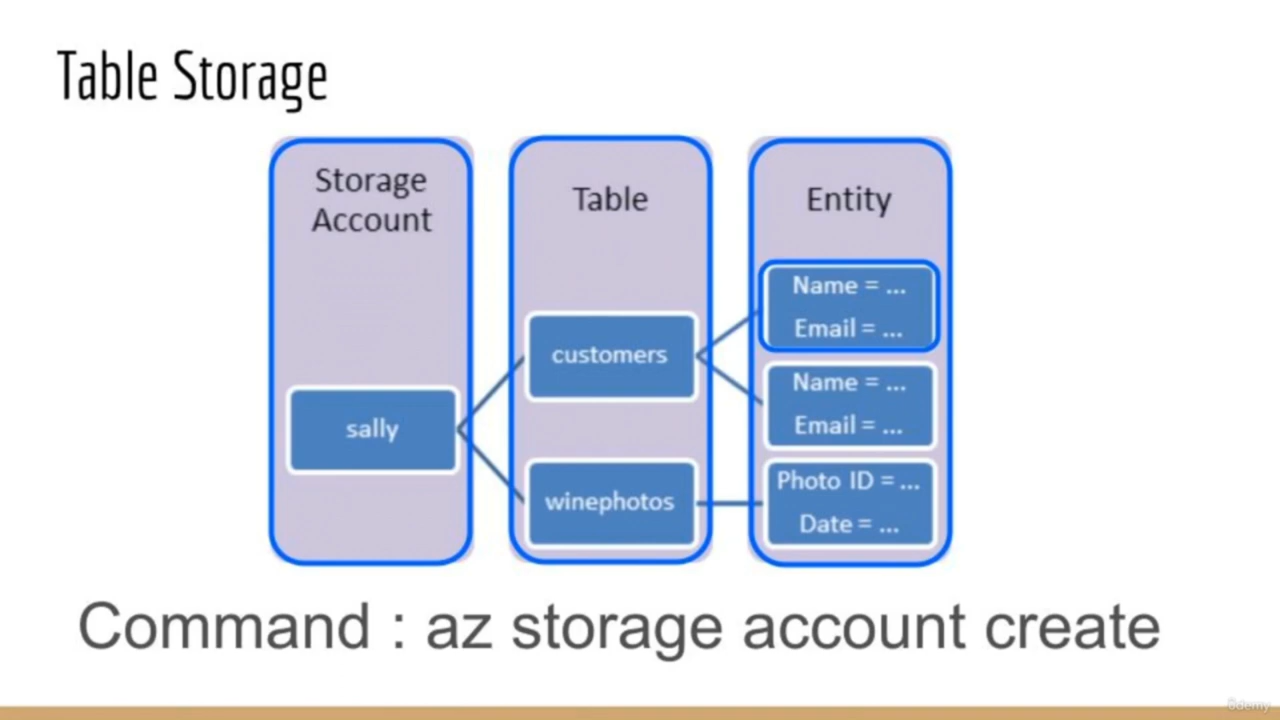 Table Storage
Storage
Account
Table
Entity
sally
customers
winephotos
Name = ...
Email = ...
Name = ...
Email = ...
Photo ID = ...
Date = ...
Command : az storage account create
ûdemy